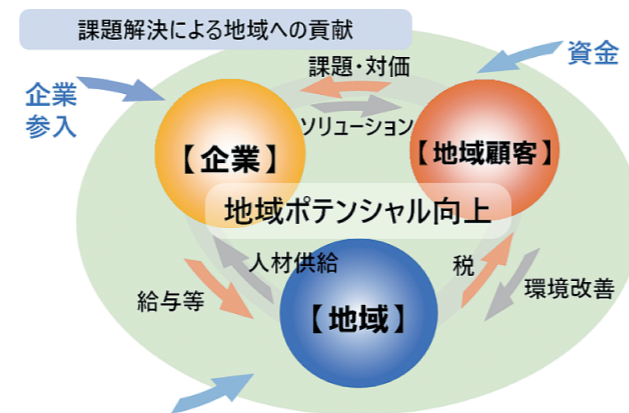 課題解決による地域への貢献
課題・対価
資金
企業
参入
ソリューション
【企業】
【地域顧客】
地域ポテンシャル向上
人材供給
税
給与等
環境改善
【地域】